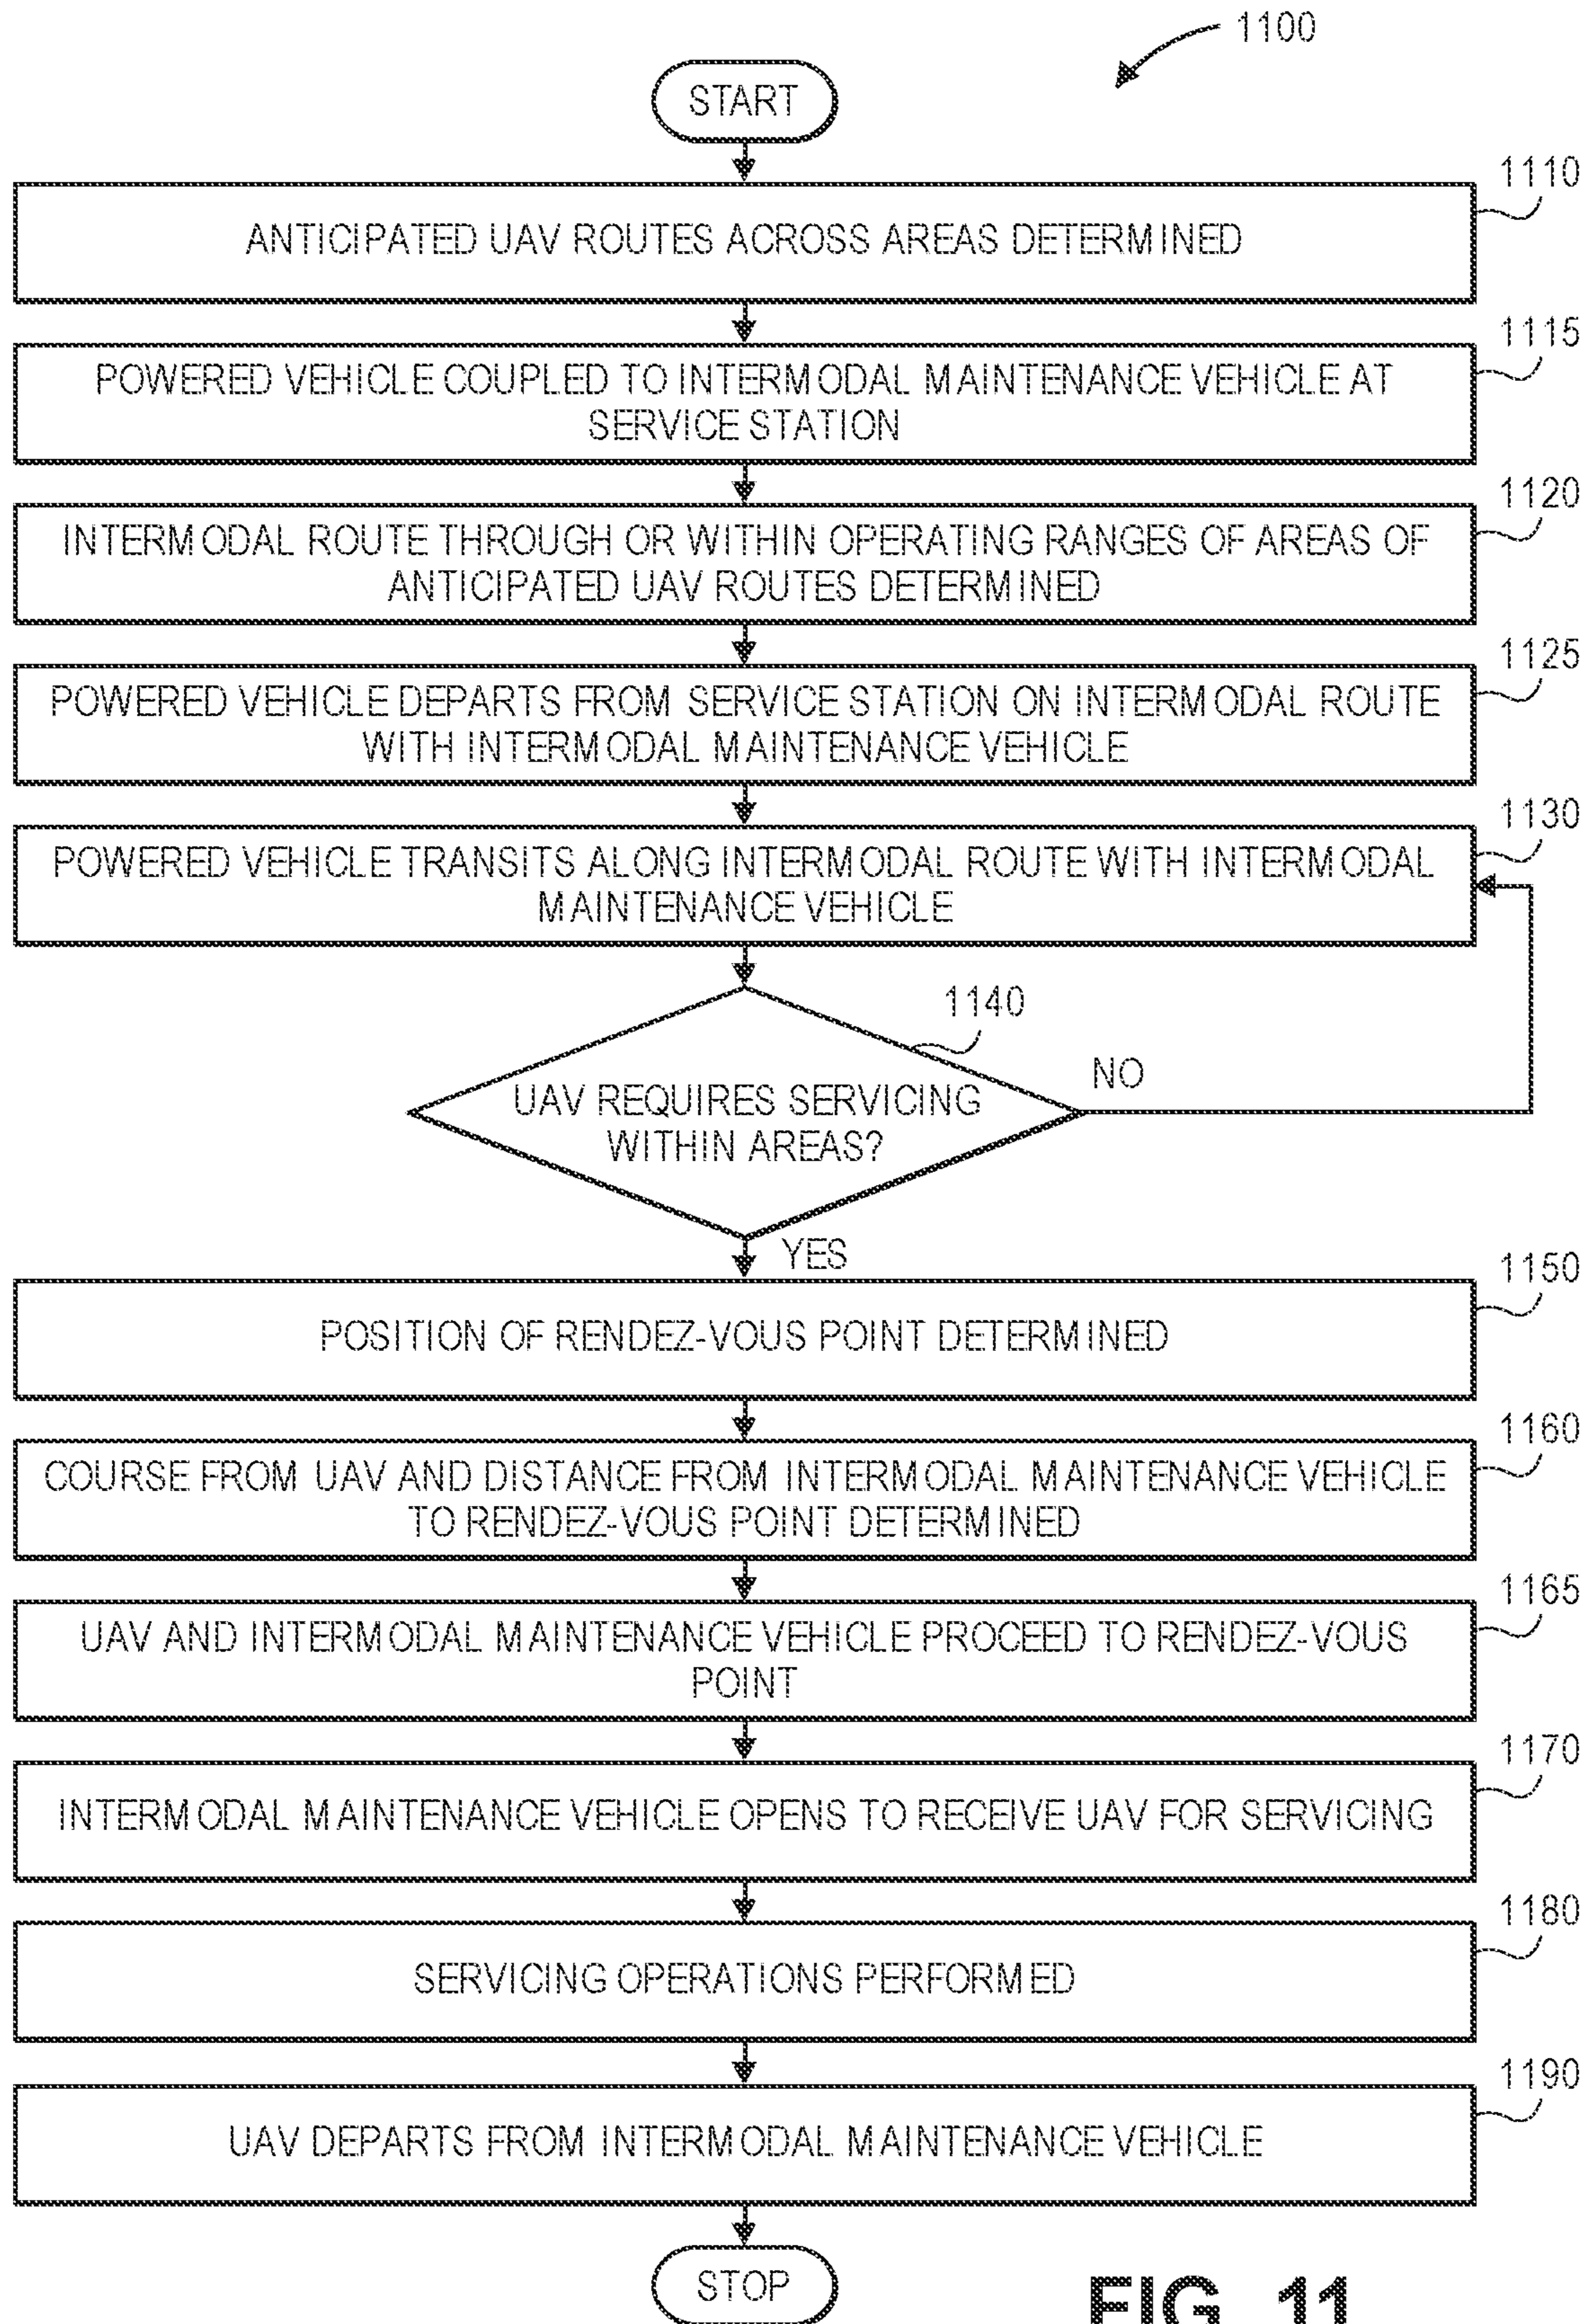 1100
START
1110
ANTICIPATED UAV ROUTES ACROSS AREAS DETERMINED
1115
POWERED VEHICLE COUPLED TO INTERMODAL MAINTENANCE VEHICLE AT
SERVICE STATION
1120
INTERMODAL ROUTE THROUGH OR WITHIN OPERATING RANGES OF AREAS OF
ANTICIPATED UAV ROUTES DETERMINED
1125
POWERED VEHICLE DEPARTS FROM SERVICE STATION ON INTERMODAL ROUTE
WITH INTERMODAL MAINTENANCE VEHICLE
1130
POWERED VEHICLE TRANSITS ALONG INTERMODAL ROUTE WITH INTERMODAL
MAINTENANCE VEHICLE
1140
NO
UAV REQUIRES SERVICING
WITHIN AREAS?
YES
1150
POSITION OF RENDEZ-VOUS POINT DETERMINED
1160
COURSE FROM UAV AND DISTANCE FROM INTERMODAL MAINTENANCE VEHICLE
TO RENDEZ-VOUS POINT DETERMINED
1165
UAV AND INTERMODAL MAINTENANCE VEHICLE PROCEED TO RENDEZ-VOUS
POINT
1170
INTERMODAL MAINTENANCE VEHICLE OPENS TO RECEIVE UAV FOR SERVICING
1180
SERVICING OPERATIONS PERFORMED
1190
UAV DEPARTS FROM INTERMODAL MAINTENANCE VEHICLE
STOP
FIG. 11